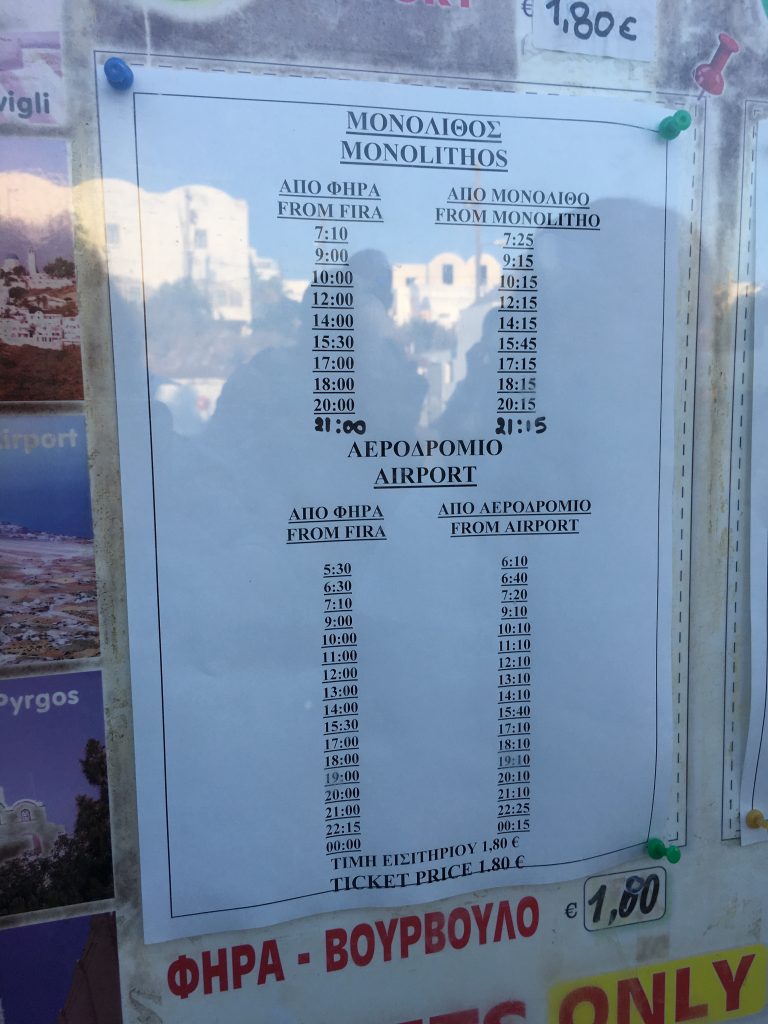 € 1,80€
vigli
ΜΟΝΟΛΙΘΟΣ
MONOLITHOS
ΑΠΟ ΦΗΡΑ ΑΠΟ ΜΟΝΟΛΙΘΟ
FROM FIRA FROM MONOLITHO
7:10 7:25
9:00 9:15
10:00 10:15
12:00 12:15
14:00 14:15
15:30 15:45
17:00 17:15
18:00 18:15
20:00 20:15
21:00 21:15
ΑΕΡΟΔΡΟΜΙΟ
AIRPORT
irport
ΑΠΟ ΦΗΡΑ ΑΠΟ ΑΕΡΟΔΡΟΜΙΟ
FROM FIRA FROM AIRPORT
5:30 6:10
6:30 6:40
7:10 7:20
9:00 9:10
10:00 10:10
11:00 11:10
12:00 12:10
13:00 13:10
14:00 14:10
15:30 15:40
17:00 17:10
18:00 18:10
19:00 19:10
20:00 20:10
21:00 21:10
22:15 22:25
00:00 00:15
Pyrgos
ΤΙΜΗ ΕΙΣΙΤΗΡΙΟΥ 1,80 €
TICKET PRICE 1.80 €
ΦΗΡΑ - ΒΟΥΡΒΟΥΛΟ € 1,80
ONLY